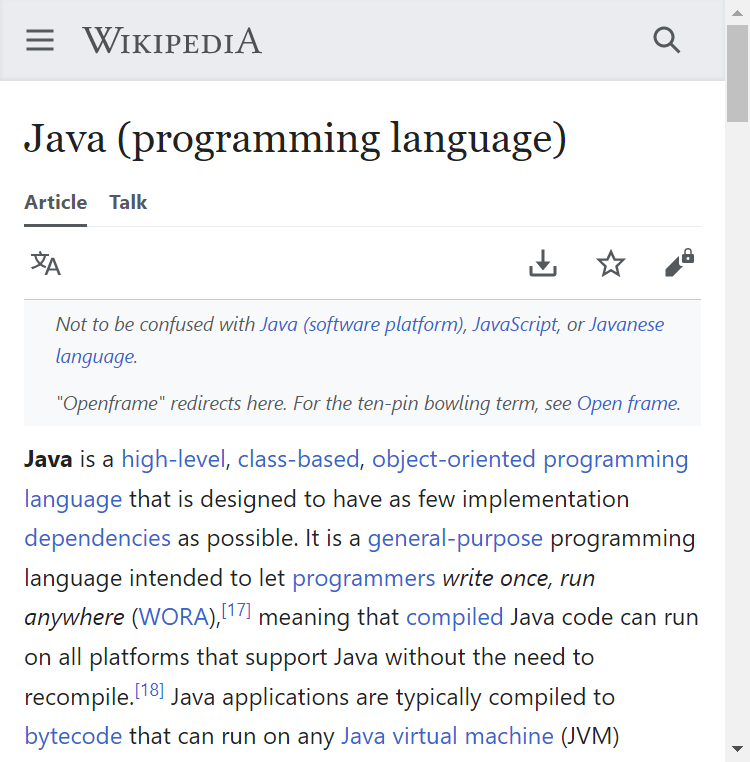 WIKIPEDIA
Java (programming language)
Article Talk
文A
Not to be confused with Java (software platform), JavaScript, or Javanese
language.
"Openframe" redirects here. For the ten-pin bowling term, see Open frame.
Java is a high-level, class-based, object-oriented programming
language that is designed to have as few implementation
dependencies as possible. It is a general-purpose programming
language intended to let programmers write once, run
anywhere (WORA),[17] meaning that compiled Java code can run
on all platforms that support Java without the need to
recompile.[18] Java applications are typically compiled to
bytecode that can run on any Java virtual machine (JVM)